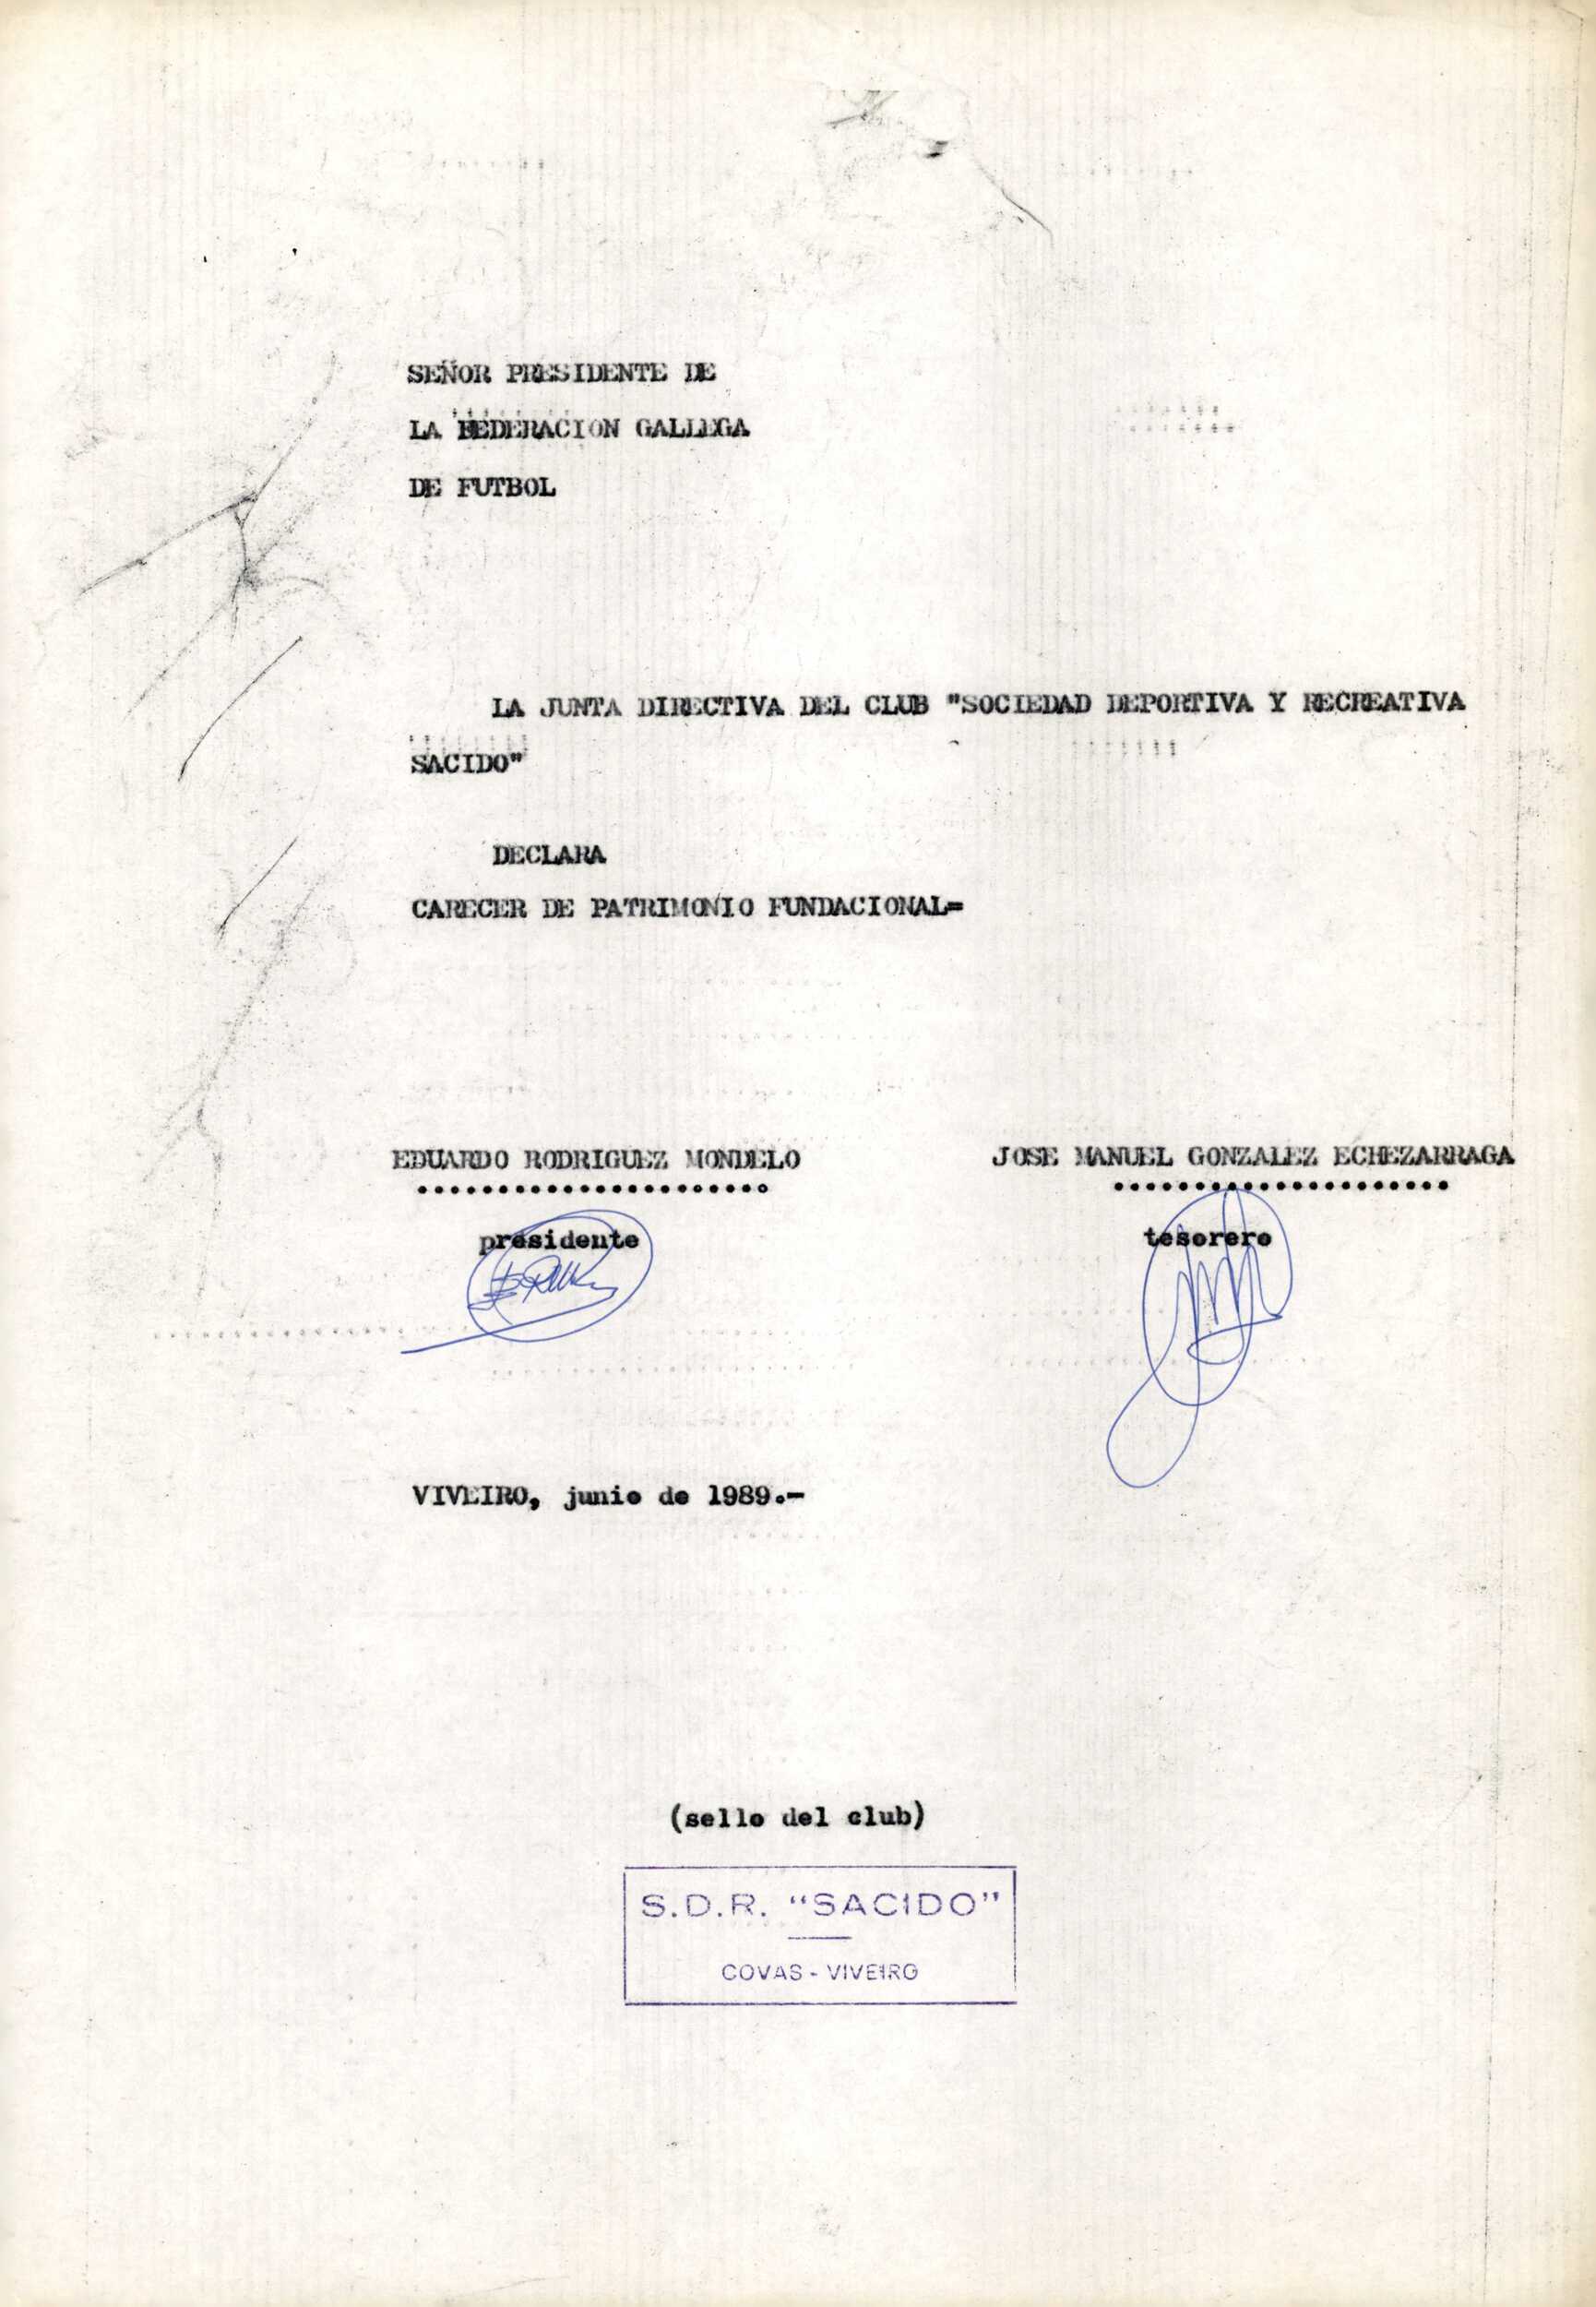 SEÑOR PRESIDENTE DE
LA FEDERACION GALLEGA
DE FUTBOL
LA JUNTA DIRECTIVA DEL CLUB "SOCIEDAD DEPORTIVA Y RECREATIVA
SACIDO"
DECLARA
CARECER DE PATRIMONIO FUNDACIONAL=
EDUARDO RODRIGUEZ MONDELO
JOSE MANUEL GONZALEZ ECHEZARRAGA
presidente
tesorero
VIVEIRO, junio de 1989.-
(sello del club)
S.D.R. "SACIDO"
COVAS - VIVEIRO